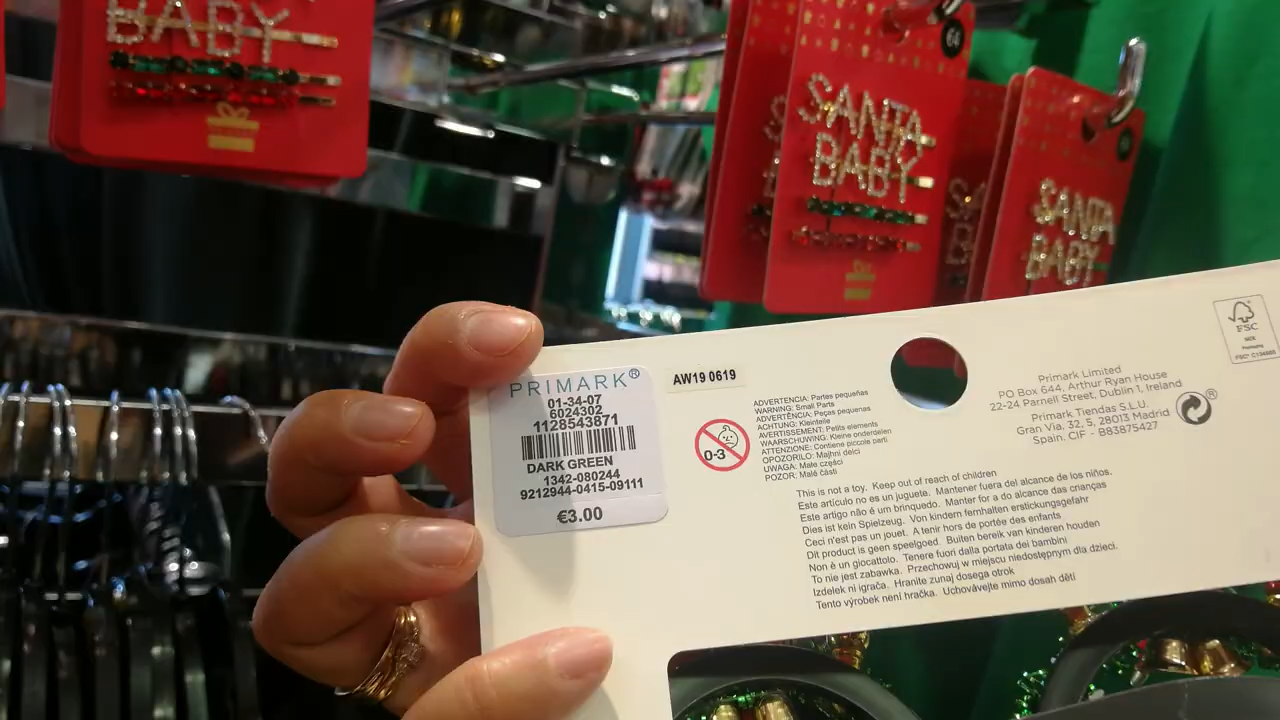 BABY
64
SANTA
BABY
SANTA
BABY
PRIMARK®
01-34-07
6024302
1128543871
DARK GREEN
1342-080244
9212944-0415-09111
€3.00
AW19 0619
0-3
ADVERTENCIA: Partes pequeñas
WARNING: Small Parts
ADVERTÊNCIA: Peças pequenas
ACHTUNG: Kleinteile
AVERTISSEMENT: Petits elements
WAARSCHUWING: Kleine onderdelen
ATTENZIONE: Contiene piccole parti
OPOZORILO: Majhni delci
UWAGA: Małe części
POZOR: Malé části
Primark Limited
PO Box 644, Arthur Ryan House
22-24 Parnell Street, Dublin 1, Ireland
Primark Tiendas S.L.U.
Gran Via, 32, 5, 28013 Madrid
Spain. CIF - B83875427
FSC
This is not a toy. Keep out of reach of children
Este artículo no es un juguete. Mantener fuera del alcance de los niños.
Este artigo não é um brinquedo. Manter for a do alcance das crianças
Dies ist kein Spielzeug. Von kindern fernhalten erstickungsgefahr
Ceci n'est pas un jouet. A tenir hors de portée des enfants
Dit product is geen speelgoed. Buiten bereik van kinderen houden
Non è un giocattolo. Tenere fuori dalla portata dei bambini
To nie jest zabawka. Przechowuj w miejscu niedostępnym dla dzieci.
Izdelek ni igrača. Hranite zunaj dosega otrok
Tento výrobek není hračka. Uchovávejte mimo dosah dětí